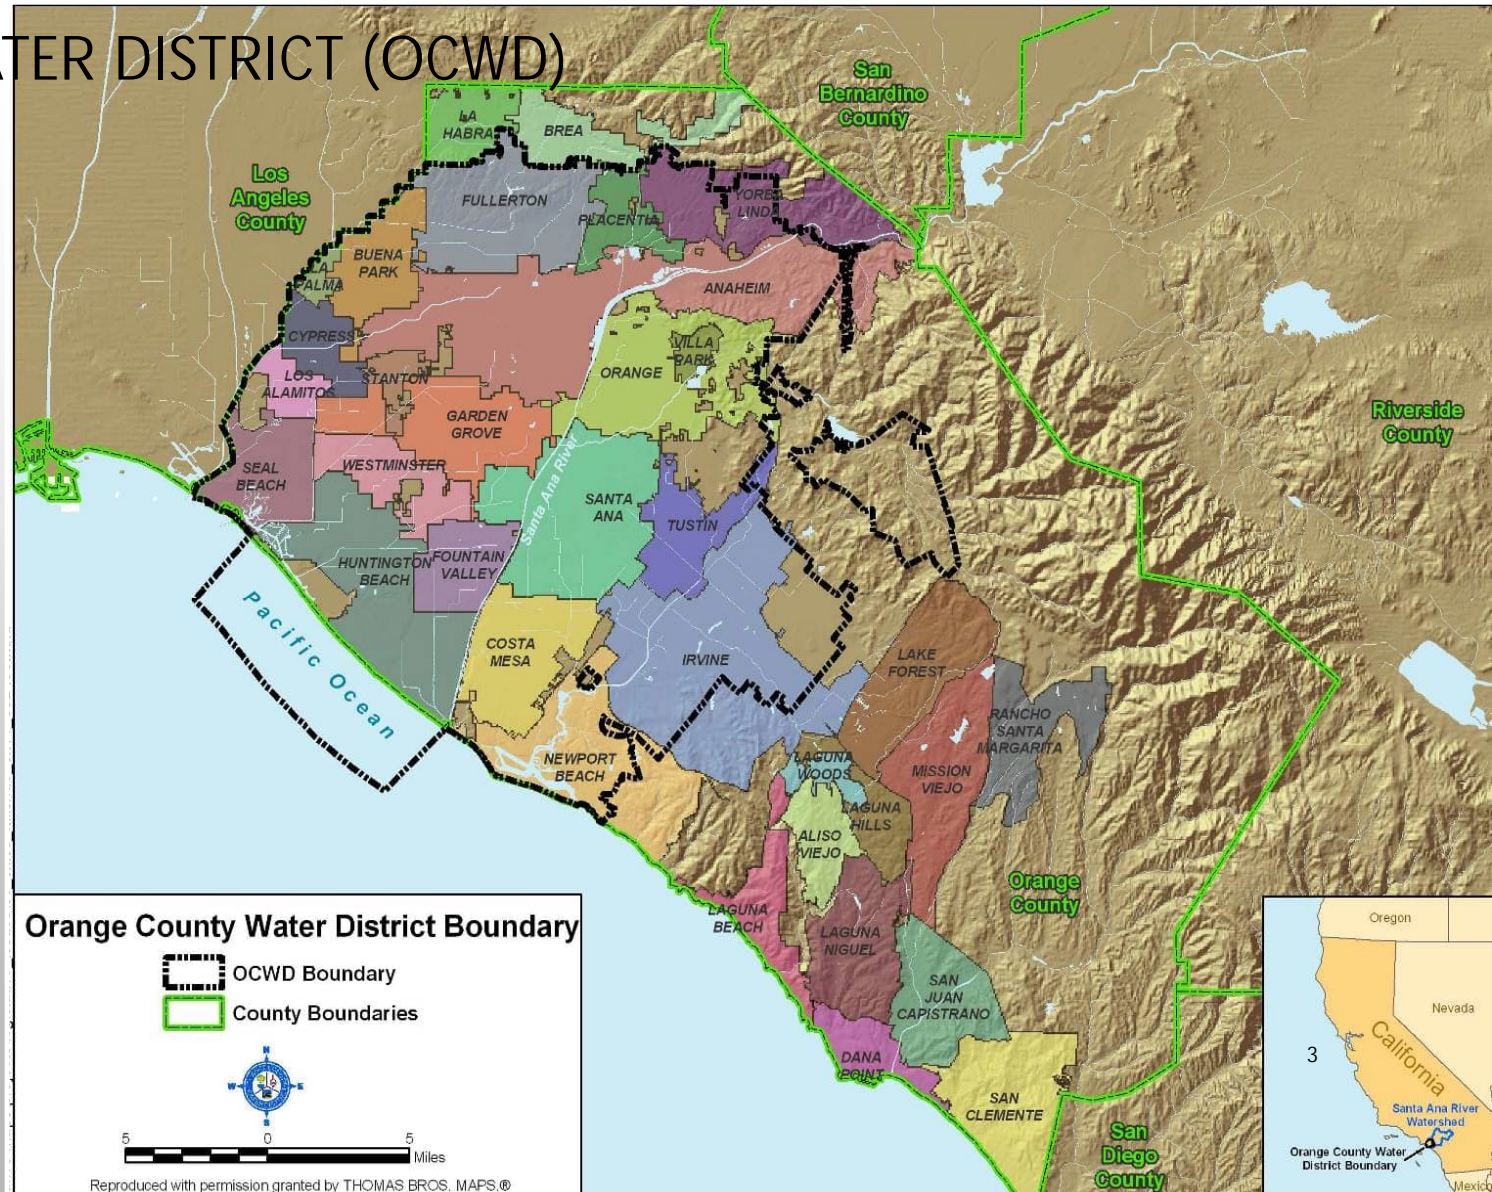 ATER DISTRICT (OCWD)
San
Bernardino
County
Los
Angeles
County
LA
HABRA
BREA
FULLERTON
PLACENTIA
YORBA
LINDA
BUENA
PARK
LA
PALMA
ANAHEIM
CYPRESS
VILLA
PARK
LOS
ALAMITOS
STANTON
ORANGE
GARDEN
GROVE
Riverside
County
SEAL
BEACH
WESTMINSTER
Santa Ana River
SANTA
ANA
TUSTIN
HUNTINGTON
BEACH
FOUNTAIN
VALLEY
Pacific Ocean
COSTA
MESA
IRVINE
LAKE
FOREST
RANCHO
SANTA
MARGARITA
NEWPORT
BEACH
LAGUNA
WOODS
MISSION
VIEJO
LAGUNA
HILLS
ALISO
VIEJO
Orange
County
LAGUNA
BEACH
LAGUNA
NIGUEL
SAN
JUAN
CAPISTRANO
DANA
POINT
SAN
CLEMENTE
San
Diego
County
Orange County Water District Boundary
OCWD Boundary
County Boundaries
N
W E
S
5 0 5
Miles
Reproduced with permission granted by THOMAS BROS. MAPS.®
Oregon
Nevada
California
3
Santa Ana River
Watershed
Orange County Water
District Boundary
Mexico